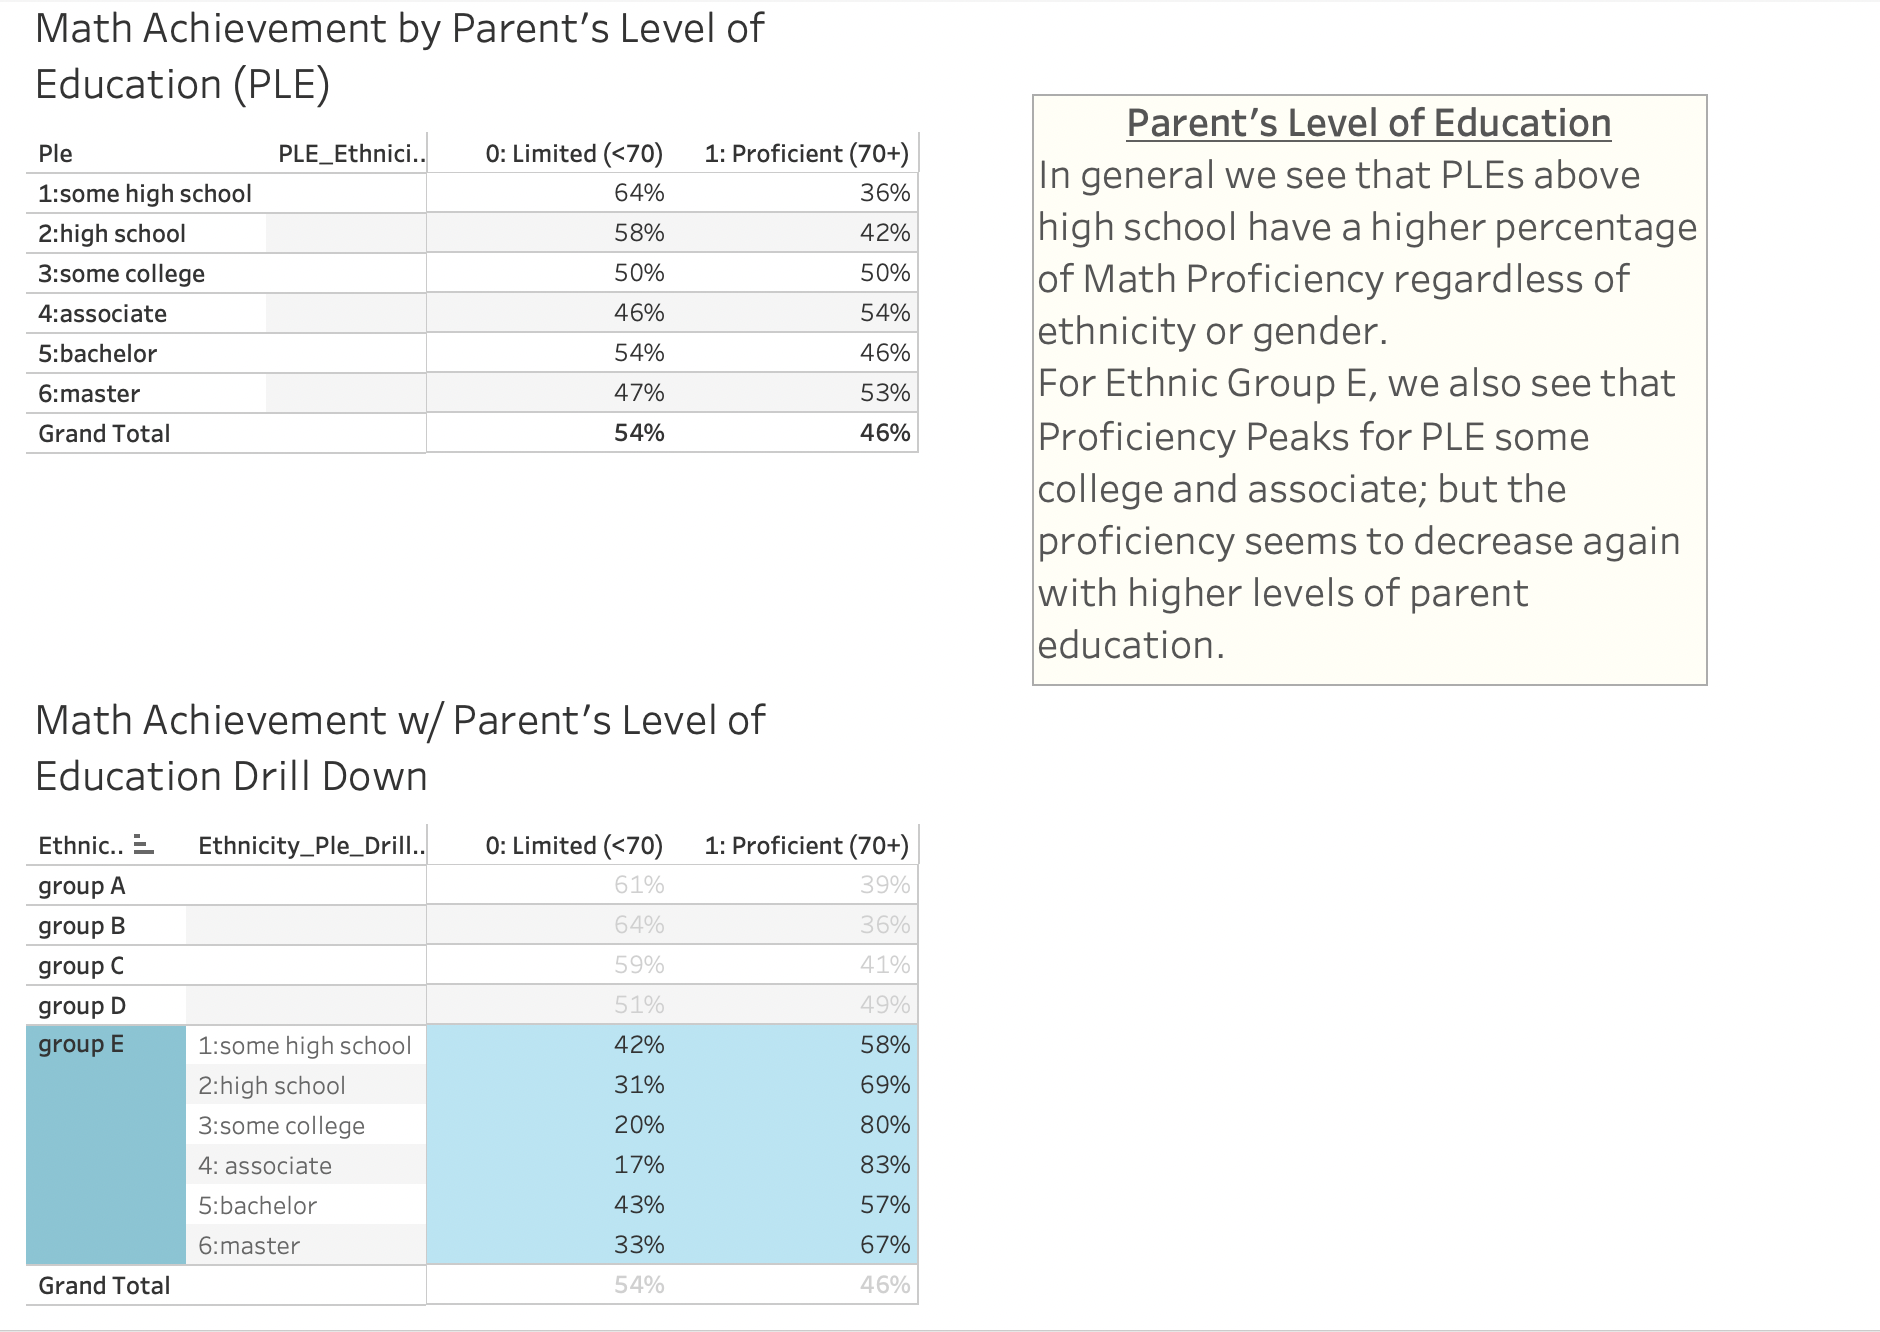 Math Achievement by Parent's Level of
Education (PLE)
Ple PLE_Ethnici.. 0: Limited (<70) 1: Proficient (70+)
1:some high school 64% 36%
2:high school 58% 42%
3:some college 50% 50%
4:associate 46% 54%
5:bachelor 54% 46%
6:master 47% 53%
Grand Total 54% 46%
Parent's Level of Education
In general we see that PLEs above
high school have a higher percentage
of Math Proficiency regardless of
ethnicity or gender.
For Ethnic Group E, we also see that
Proficiency Peaks for PLE some
college and associate; but the
proficiency seems to decrease again
with higher levels of parent
education.
Math Achievement w/ Parent's Level of
Education Drill Down
Ethnic.. Ethnicity_Ple_Drill.. 0: Limited (<70) 1: Proficient (70+)
group A 61% 39%
group B 64% 36%
group C 59% 41%
group D 51% 49%
group E 1:some high school 42% 58%
2:high school 31% 69%
3:some college 20% 80%
4: associate 17% 83%
5:bachelor 43% 57%
6:master 33% 67%
Grand Total 54% 46%